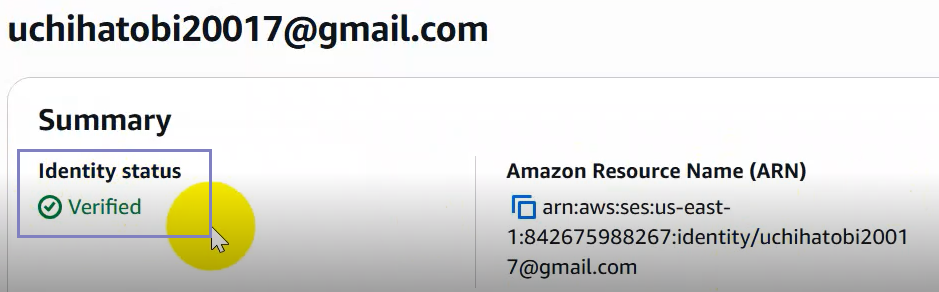 uchihatobi20017@gmail.com
Summary
Identity status
Verified
Amazon Resource Name (ARN)
arn:aws:ses:us-east-
1:842675988267:identity/uchihatobi2001
7@gmail.com